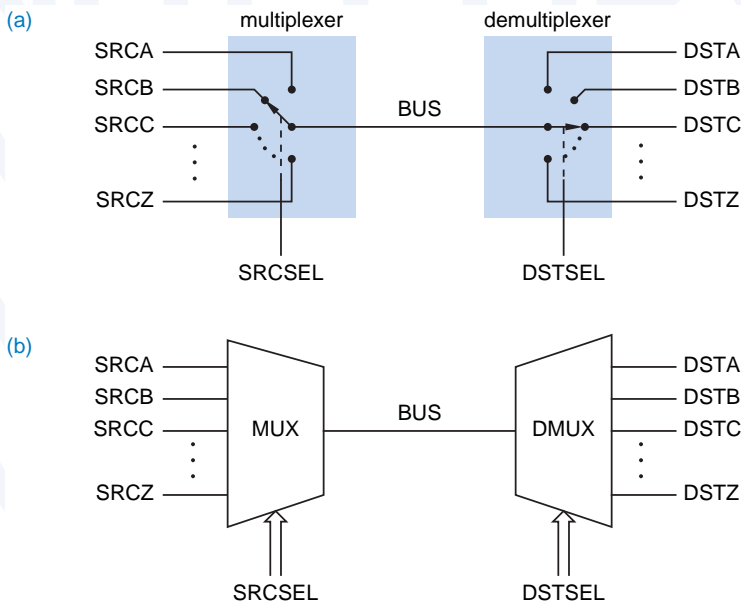 (a)
multiplexer demultiplexer
SRCA DSTA
SRCB DSTB
SRCC BUS DSTC
SRCZ DSTZ
SRCSEL DSTSEL
(b)
SRCA DSTA
SRCB DSTB
SRCC MUX BUS DMUX DSTC
SRCZ DSTZ
SRCSEL DSTSEL